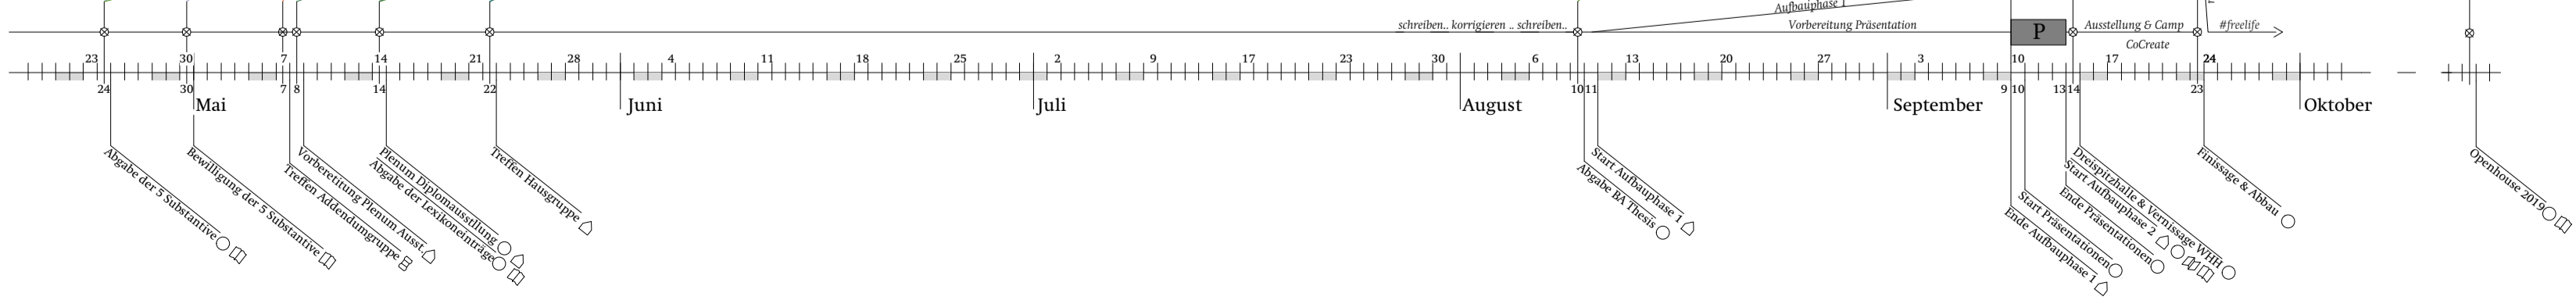 Aufbauphase 1
schreiben.. korrigieren .. schreiben..
Vorbereitung Präsentation
P
Ausstellung & Camp
#freelife
CoCreate
23 30 7 14 21 28 4 11 18 25 2 9 17 23 30 6 13 20 27 3 10 17 24
24 30 7 8 14 22 10 11 9 10 13 14 23
Mai Juni Juli August September Oktober
Abgabe der 5 Substantive
Bewilligung der 5 Substantive
Vorberetitung Plenum Ausst.
Treffen Addendumgruppe
Plenum Diplomausstllung
Abgabe der Lexikoneinträge
Treffen Hausgruppe
Start Aufbauphase 1
Abgabe BA Thesis
Dreispitzhalle & Vernissage WHH
Start Aufbauphase 2
Ende Präsentationen
Start Präsentationen
Ende Aufbauphase 1
Finissage & Abbau
Openhouse 2019